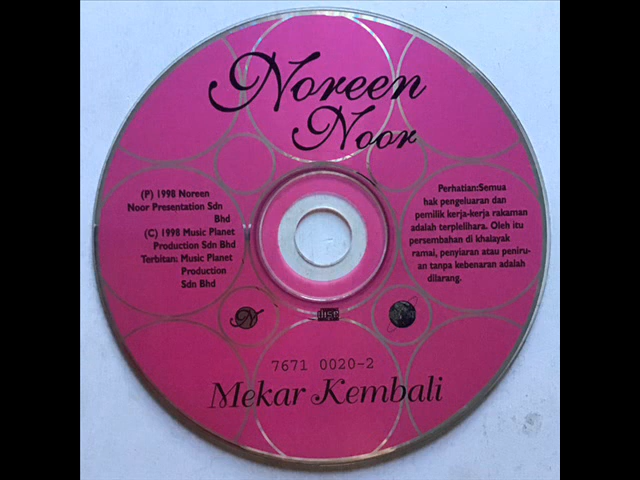 Noreen
Noor
(P) 1998 Noreen
Noor Presentation Sdn
Bhd
(C) 1998 Music Planet
Production Sdn Bhd
Terbitan: Music Planet
Production
Sdn Bhd
Perhatian:Semua
hak pengeluaran dan
pemilik kerja-kerja rakaman
adalah terplelihara. Oleh itu
persembahan di khalayak
ramai, penyiaran atau peniru-
an tanpa kebenaran adalah
dilarang.
N
disc
7671 0020-2
Mekar Kembali